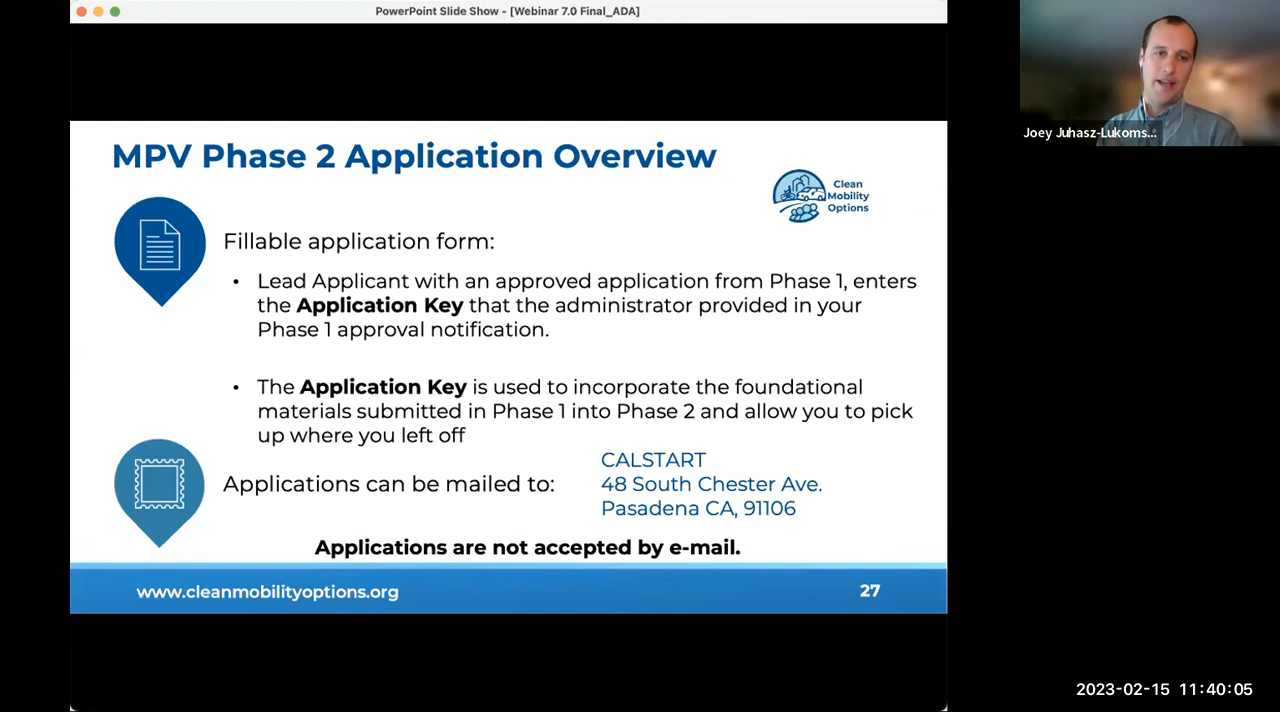 PowerPoint Slide Show - [Webinar 7.0 Final_ADA]
MPV Phase 2 Application Overview
Clean
Mobility
Options
Fillable application form:
• Lead Applicant with an approved application from Phase 1, enters
the Application Key that the administrator provided in your
Phase 1 approval notification.
• The Application Key is used to incorporate the foundational
materials submitted in Phase 1 into Phase 2 and allow you to pick
up where you left off
Applications can be mailed to:
CALSTART
48 South Chester Ave.
Pasadena CA, 91106
Applications are not accepted by e-mail.
www.cleanmobilityoptions.org
27
Joey Juhasz-Lukoms...
2023-02-15 11:40:05